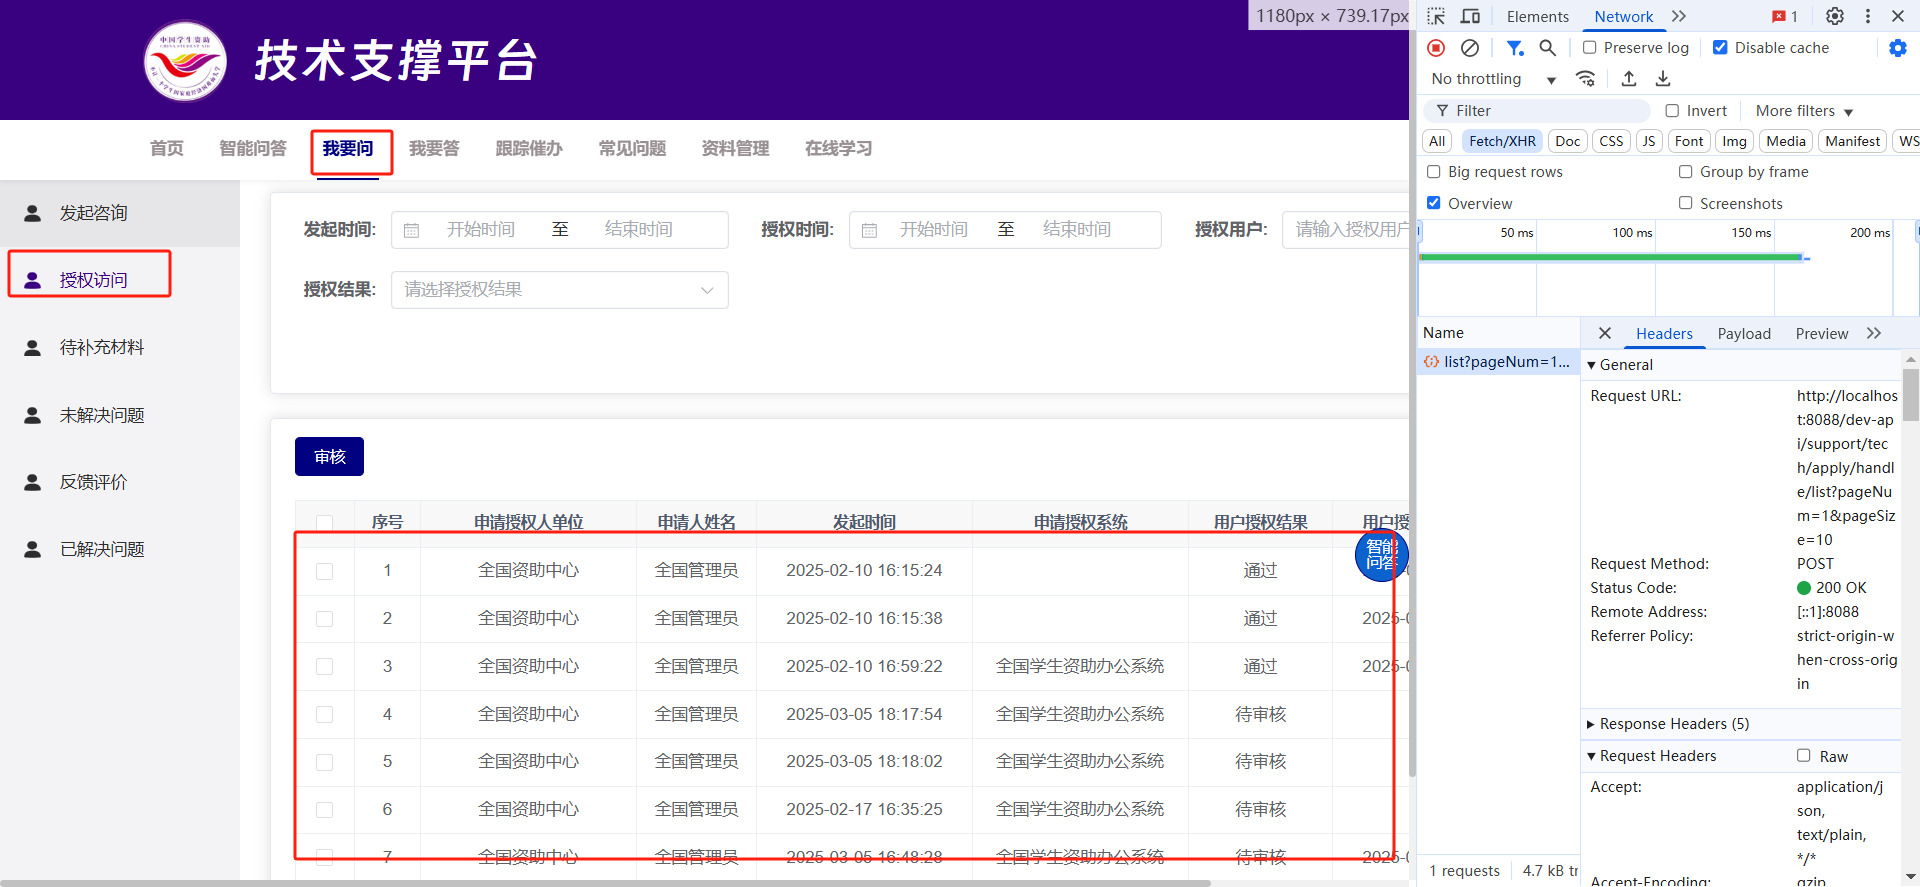 中国学生资助
技术支撑平台
1180px × 739.17px
首页 智能问答 我要问 我要答 跟踪催办 常见问题 资料管理 在线学习
发起咨询
授权访问
待补充材料
未解决问题
反馈评价
已解决问题
发起时间: 开始时间 至 结束时间 授权时间: 开始时间 至 结束时间 授权用户: 请输入授权用户
授权结果: 请选择授权结果
审核
序号 申请授权人单位 申请人姓名 发起时间 申请授权系统 用户授权结果 用户授
智能
问答
1 全国资助中心 全国管理员 2025-02-10 16:15:24 通过
2 全国资助中心 全国管理员 2025-02-10 16:15:38 通过 2025-0
3 全国资助中心 全国管理员 2025-02-10 16:59:22 全国学生资助办公系统 通过 2025-0
4 全国资助中心 全国管理员 2025-03-05 18:17:54 全国学生资助办公系统 待审核
5 全国资助中心 全国管理员 2025-03-05 18:18:02 全国学生资助办公系统 待审核
6 全国资助中心 全国管理员 2025-02-17 16:35:25 全国学生资助办公系统 待审核
7 全国资助中心 全国管理员 2025-03-05 16:48:28 全国学生资助办公系统 待审核 2025-0
Elements Network 1
Preserve log Disable cache
No throttling
Filter Invert More filters
All Fetch/XHR Doc CSS JS Font Img Media Manifest WS
Big request rows Group by frame
Overview Screenshots
50 ms 100 ms 150 ms 200 ms
Name Headers Payload Preview
list?pageNum=1...
General
Request URL: http://localhos
t:8088/dev-ap
i/support/tec
h/apply/handl
e/list?pageNu
m=1&pageSiz
e=10
Request Method: POST
Status Code: 200 OK
Remote Address: [::1]:8088
Referrer Policy: strict-origin-w
hen-cross-orig
in
Response Headers (5)
Request Headers Raw
Accept: application/j
son,
text/plain,
*/*
Accept-Encoding: gzip,
1 requests 4.7 kB tr